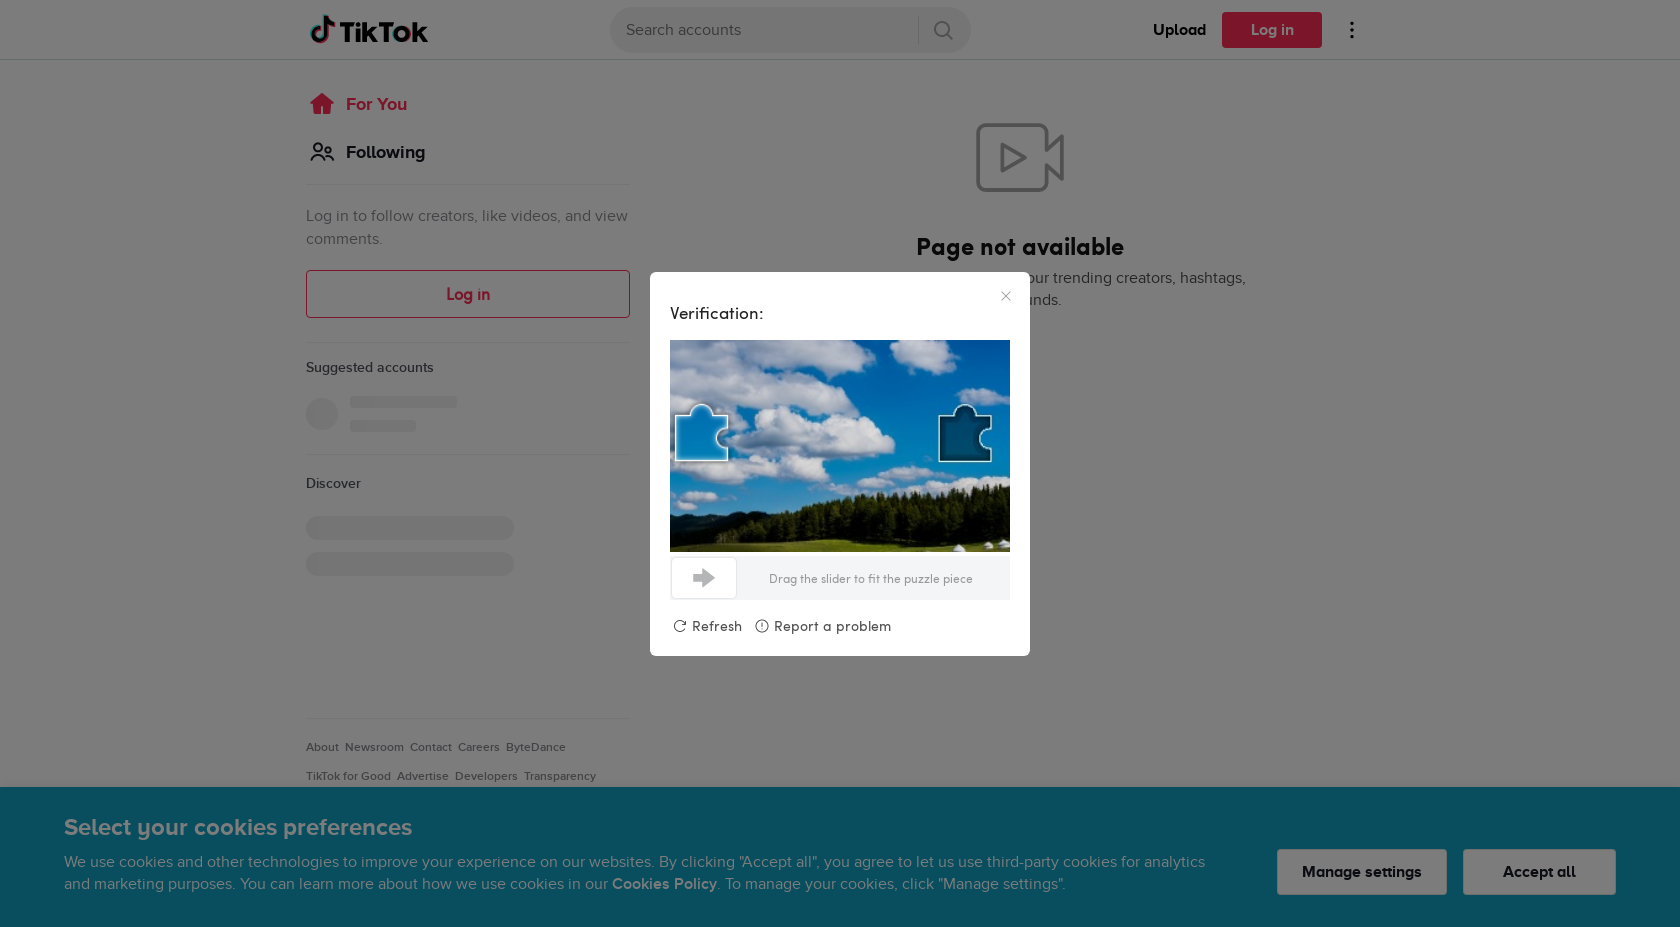 TikTok
Search accounts
Upload
Log in
For You
Following
Log in to follow creators, like videos, and view
comments.
Log in
Suggested accounts
Discover
About Newsroom Contact Careers ByteDance
TikTok for Good Advertise Developers Transparency
Page not available
our trending creators, hashtags,
Verification:
Drag the slider to fit the puzzle piece
Refresh
Report a problem
Select your cookies preferences
We use cookies and other technologies to improve your experience on our websites. By clicking "Accept all", you agree to let us use third-party cookies for analytics
and marketing purposes. You can learn more about how we use cookies in our Cookies Policy. To manage your cookies, click "Manage settings".
Manage settings
Accept all